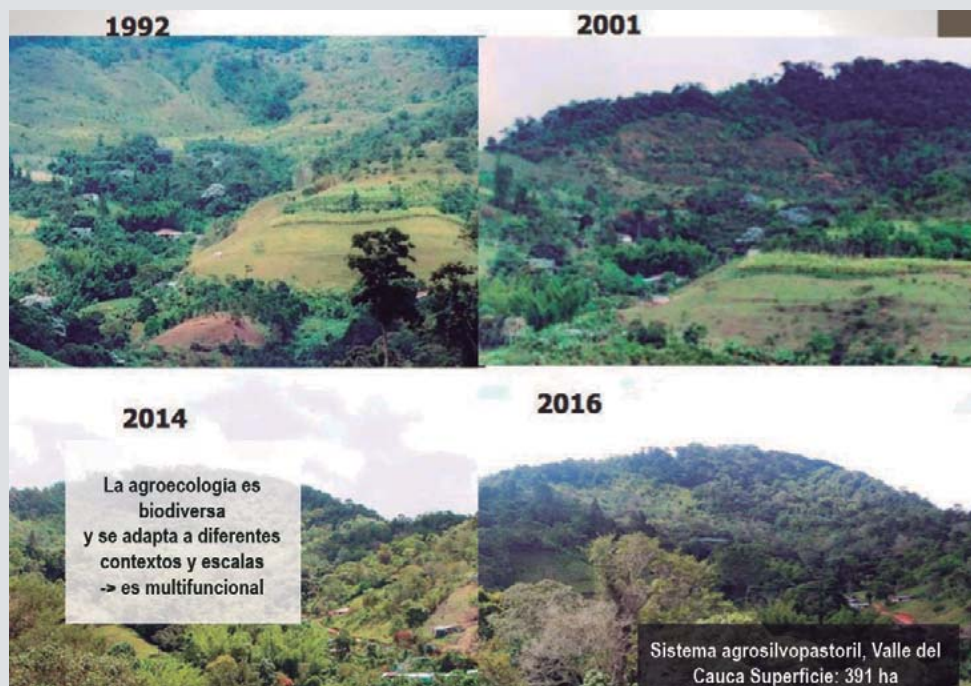 1992
2001
2014
2016
La agroecología es
biodiversa
y se adapta a diferentes
contextos y escalas
-> es multifuncional
Sistema agrosilvopastoril, Valle del
Cauca Superficie: 391 ha